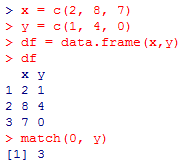 > x = c(2, 8, 7)
> y = c(1, 4, 0)
> df = data.frame(x,y)
> df
  x y
1 2 1
2 8 4
3 7 0
> match(0, y)
[1] 3